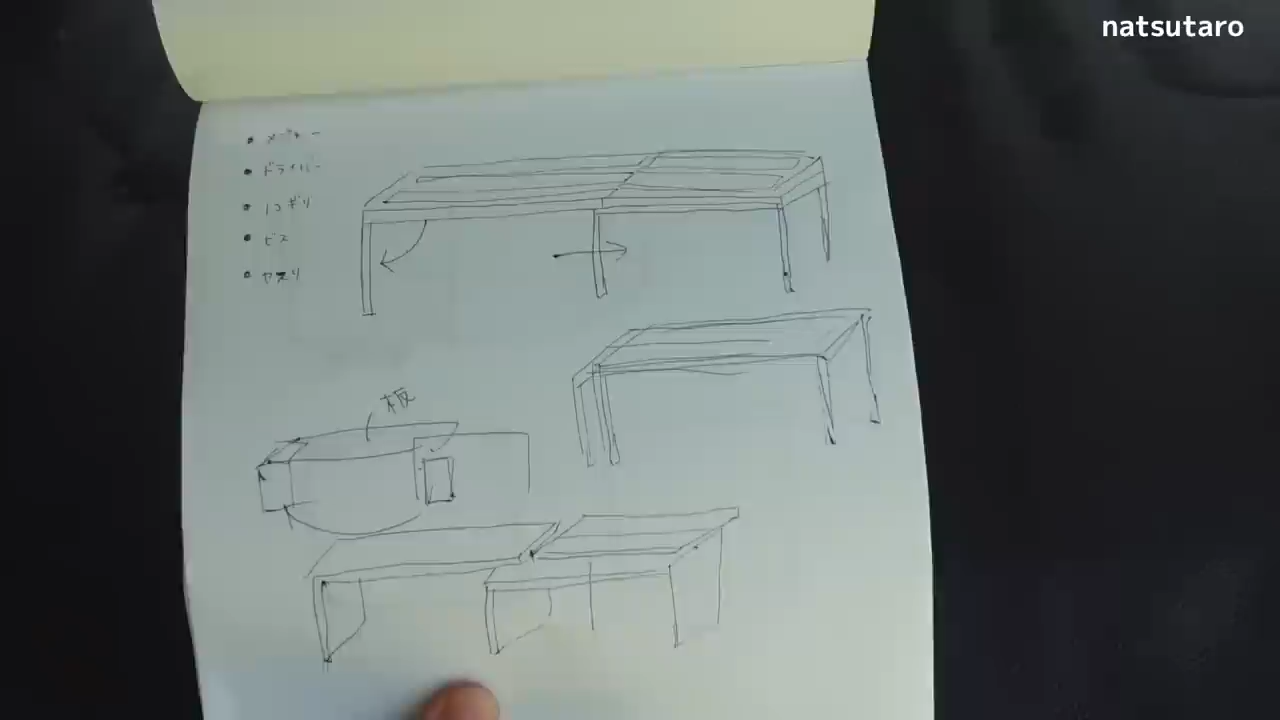 natsutaro
メジャー
ドライバー
ノコギリ
ビス
ヤスリ
板